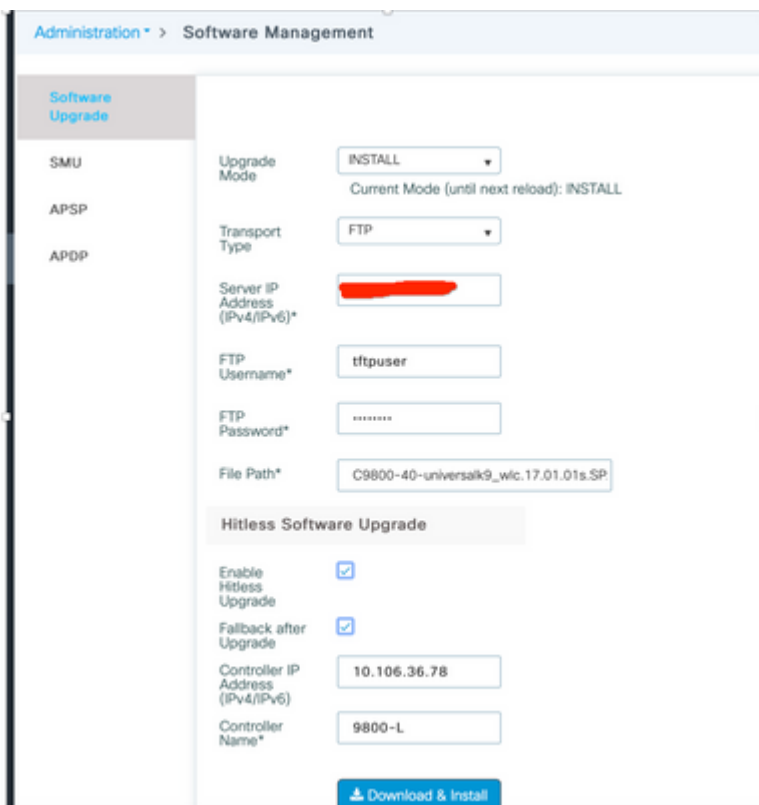 Administration > Software Management
Software
Upgrade
SMU
APSP
APDP
Upgrade
Mode
INSTALL
Current Mode (until next reload): INSTALL
Transport
Type
FTP
Server IP
Address
(IPv4/IPv6)*
FTP
Username*
tftpuser
FTP
Password*
········
File Path*
C9800-40-universalk9_wlc.17.01.01s.SP
Hitless Software Upgrade
Enable
Hitless
Upgrade
Fallback after
Upgrade
Controller IP
Address
(IPv4/IPv6)
10.106.36.78
Controller
Name*
9800-L
Download & Install